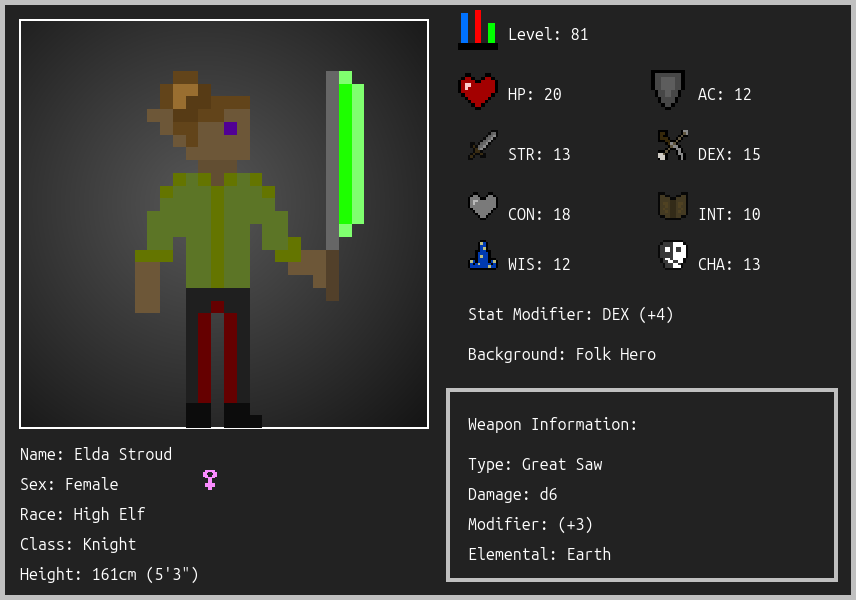 Level: 81
HP: 20
AC: 12
STR: 13
DEX: 15
CON: 18
INT: 10
WIS: 12
CHA: 13
Stat Modifier: DEX (+4)
Background: Folk Hero
Weapon Information:
Type: Great Saw
Damage: d6
Modifier: (+3)
Elemental: Earth
Name: Elda Stroud
Sex: Female
Race: High Elf
Class: Knight
Height: 161cm (5'3")